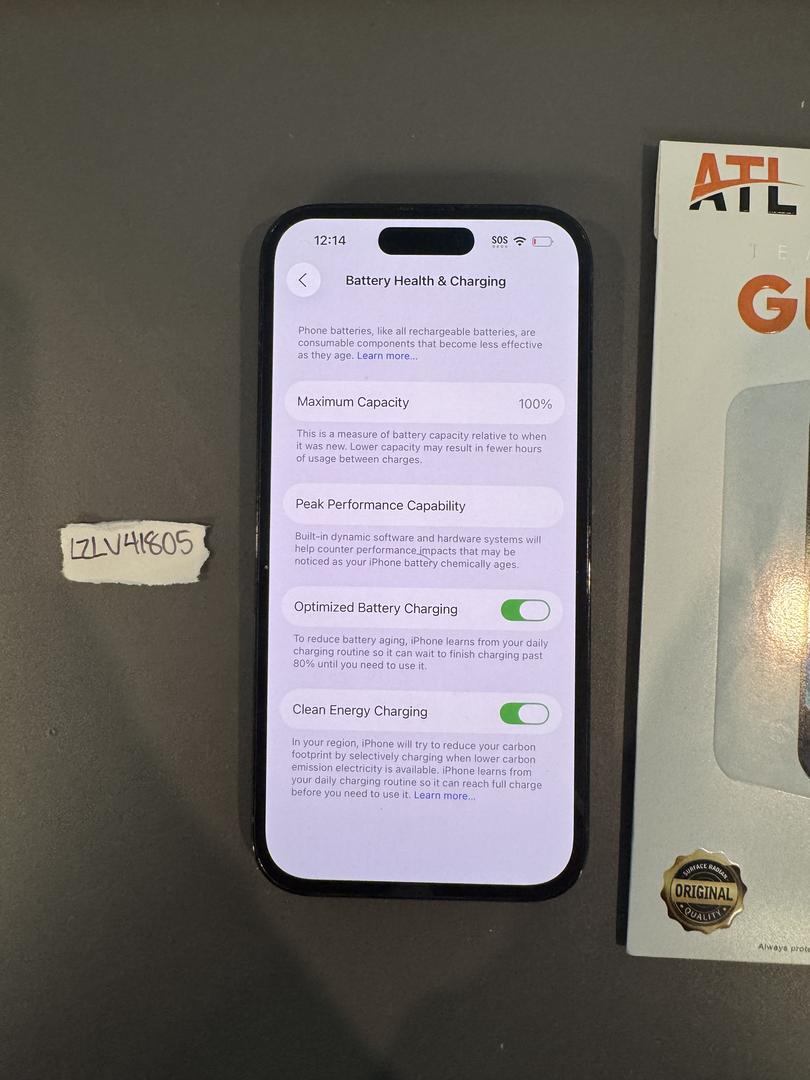 12:14
SOS
Battery Health & Charging
Phone batteries, like all rechargeable batteries, are
consumable components that become less effective
as they age. Learn more...
Maximum Capacity 100%
This is a measure of battery capacity relative to when
it was new. Lower capacity may result in fewer hours
of usage between charges.
Peak Performance Capability
Built-in dynamic software and hardware systems will
help counter performance impacts that may be
noticed as your iPhone battery chemically ages.
Optimized Battery Charging
To reduce battery aging, iPhone learns from your daily
charging routine so it can wait to finish charging past
80% until you need to use it.
Clean Energy Charging
In your region, iPhone will try to reduce your carbon
footprint by selectively charging when lower carbon
emission electricity is available. iPhone learns from
your daily charging routine so it can reach full charge
before you need to use it. Learn more...
LZLV41805
ATL
TE
GU
ORIGINAL
QUALITY
Always prote